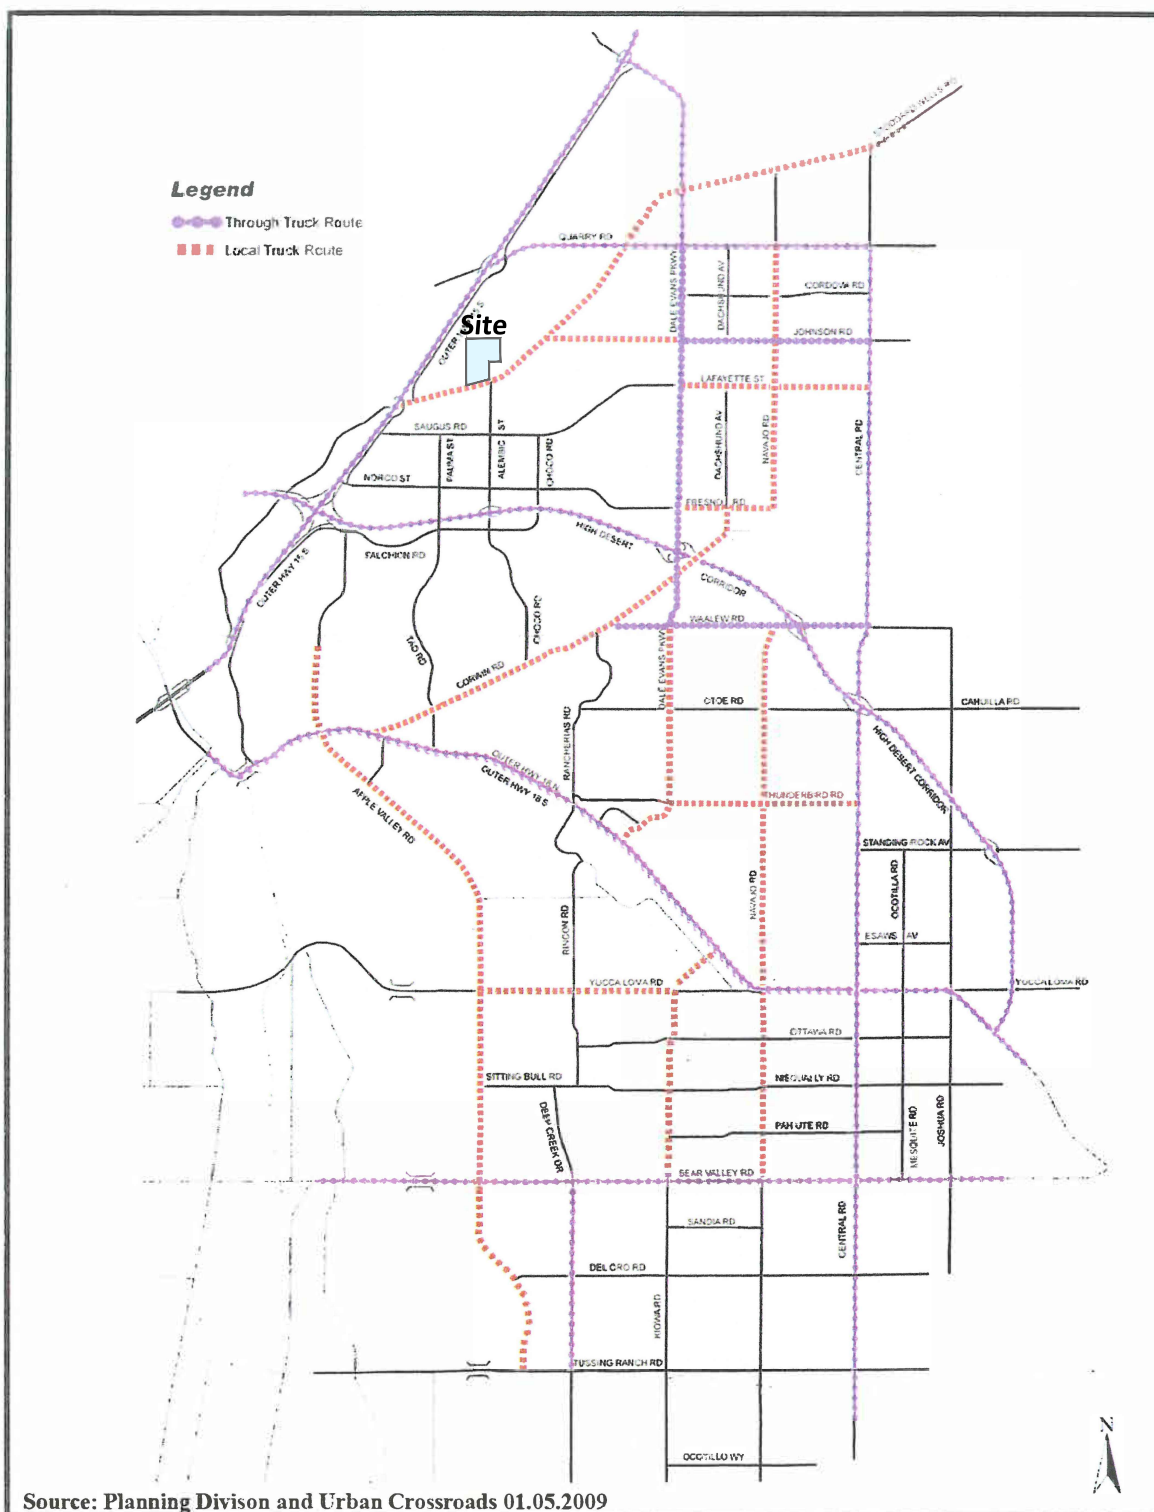 STODDARD WELLS RD
Legend
Through Truck Route
Local Truck Route
QUARRY RD
DALE EVANS PKWY
DACHSHUND AV
CORDOVA RD
JOHNSON RD
Site
LAFAYETTE ST
SAUGUS RD
PAUMA ST
ALEMBIC ST
CHOCO RD
DACHSHUND AV
NAVAJO RD
CENTRAL RD
NORCO ST
FRESNO RD
HIGH DESERT
CORRIDOR
FALCHION RD
OUTER HWY 15 S
CHOCO RD
TAO RD
WAALEW RD
DALE EVANS PKWY
CORWIN RD
OTOE RD
CAHUILLA RD
RANCHERIAS RD
HIGH DESERT CORRIDOR
OUTER HWY 18 N
OUTER HWY 18 S
APPLE VALLEY RD
THUNDERBIRD RD
STANDING ROCK AV
OCOTILLA RD
NAVAJO RD
RINCON RD
ESAWS AV
YUCCA LOMA RD
YUCCA LOMA RD
OTTAWA RD
SITTING BULL RD
NISQUALLY RD
DEEP CREEK DR
PAH UTE RD
MESQUITE RD
JOSHUA RD
BEAR VALLEY RD
SANDIA RD
CENTRAL RD
DEL ORO RD
KIOWA RD
TUSSING RANCH RD
OCOTILLO WY
N
Source: Planning Divison and Urban Crossroads 01.05.2009